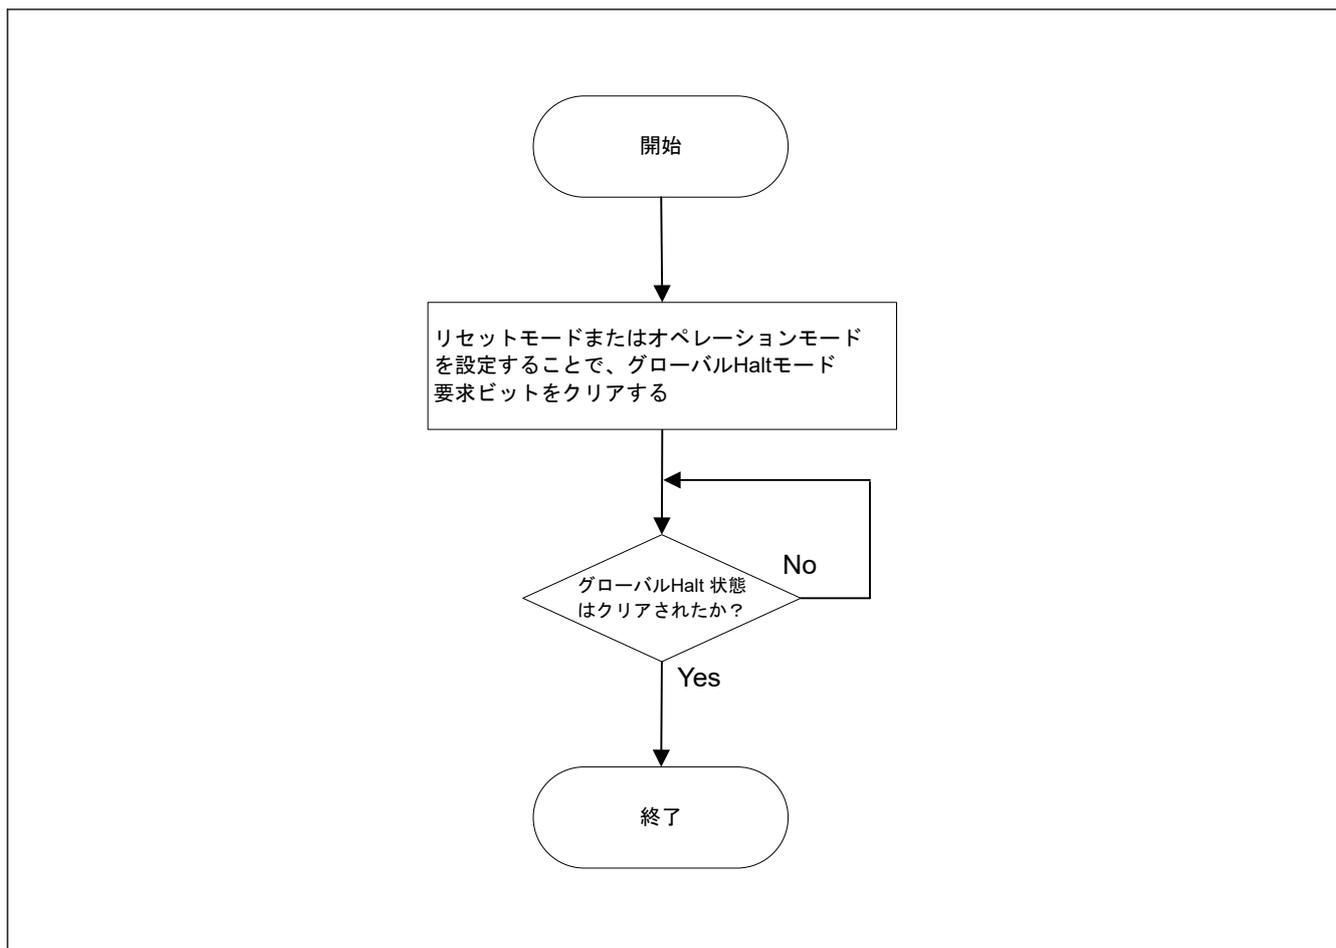 開始
リセットモードまたはオペレーションモード
を設定することで、グローバルHaltモード
要求ビットをクリアする
No
グローバルHalt 状態
はクリアされたか？
Yes
終了